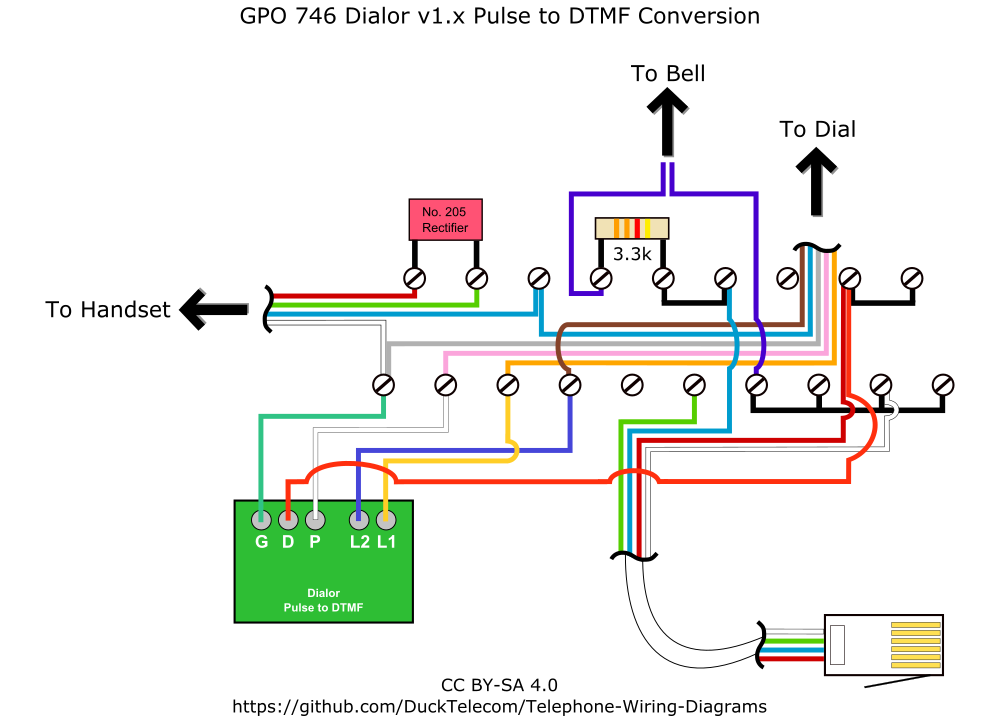 GPO 746 Dialor v1.x Pulse to DTMF Conversion
To Bell
To Dial
No. 205
Rectifier
3.3k
To Handset
G D P L2 L1
Dialor
Pulse to DTMF
CC BY-SA 4.0
https://github.com/DuckTelecom/Telephone-Wiring-Diagrams